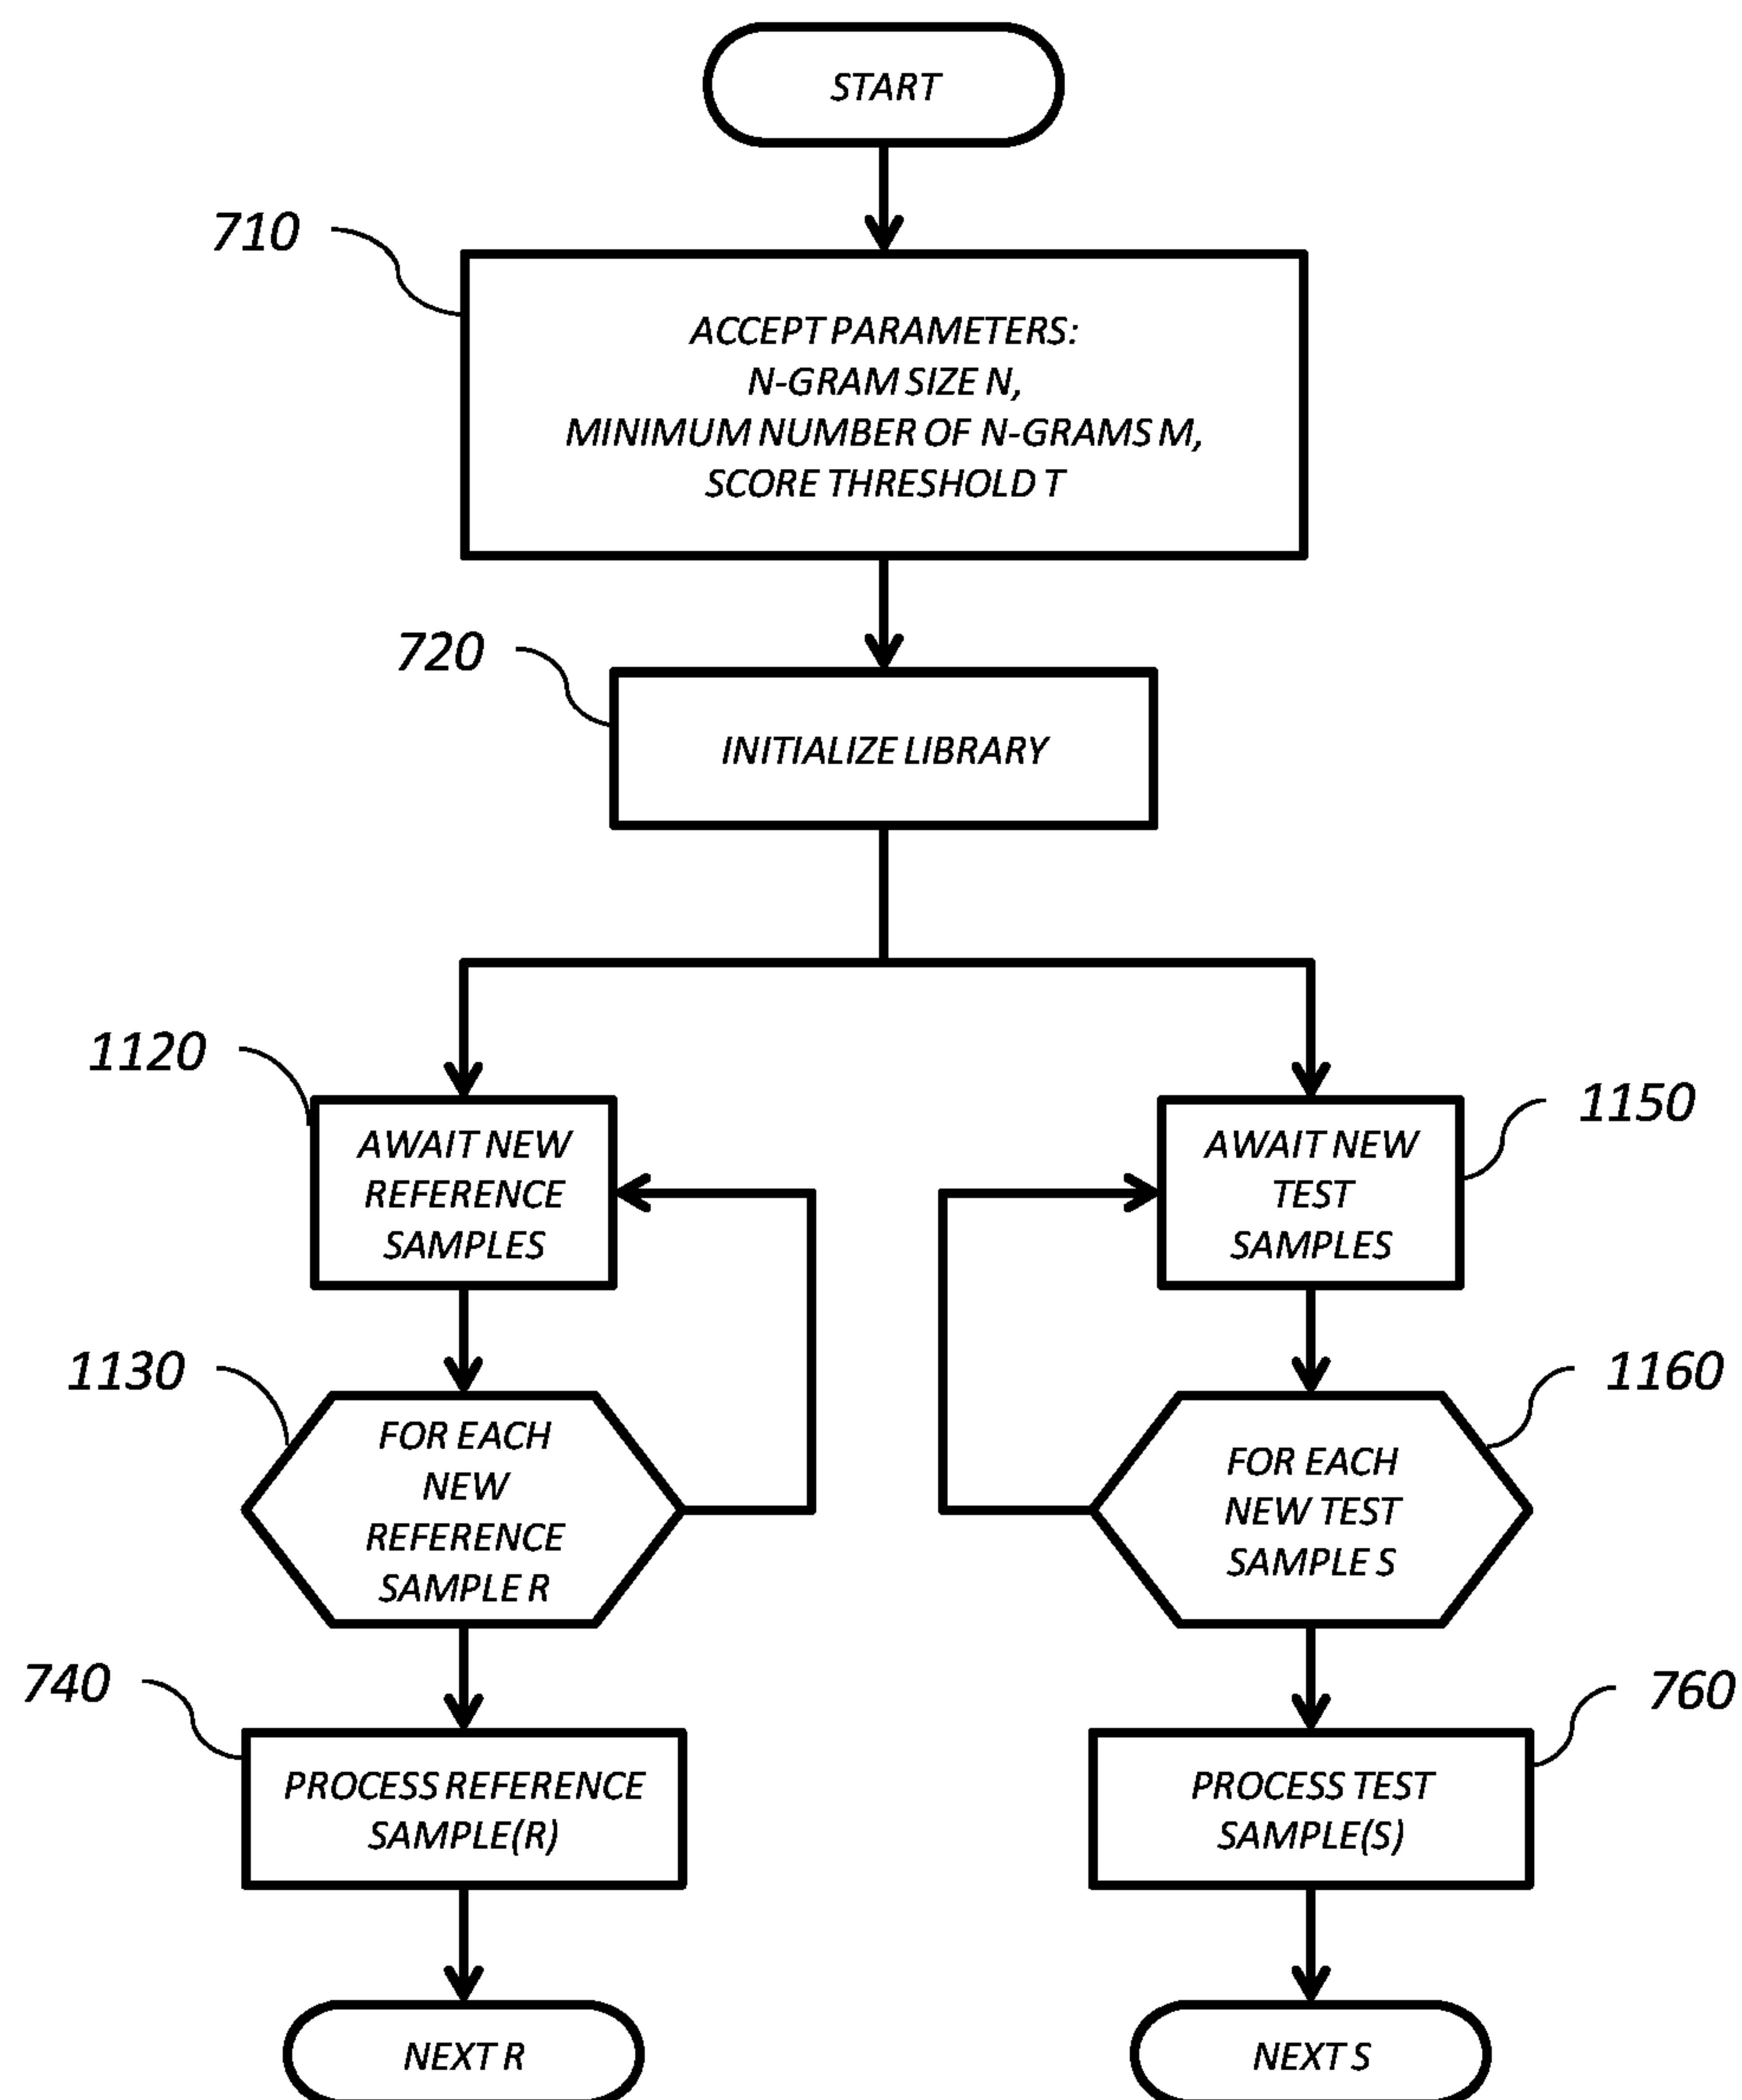 START
710
ACCEPT PARAMETERS:
N-GRAM SIZE N,
MINIMUM NUMBER OF N-GRAMS M,
SCORE THRESHOLD T
720
INITIALIZE LIBRARY
1120
AWAIT NEW
REFERENCE
SAMPLES
1150
AWAIT NEW
TEST
SAMPLES
1130
FOR EACH
NEW
REFERENCE
SAMPLE R
1160
FOR EACH
NEW TEST
SAMPLE S
740
PROCESS REFERENCE
SAMPLE(R)
760
PROCESS TEST
SAMPLE(S)
NEXT R
NEXT S